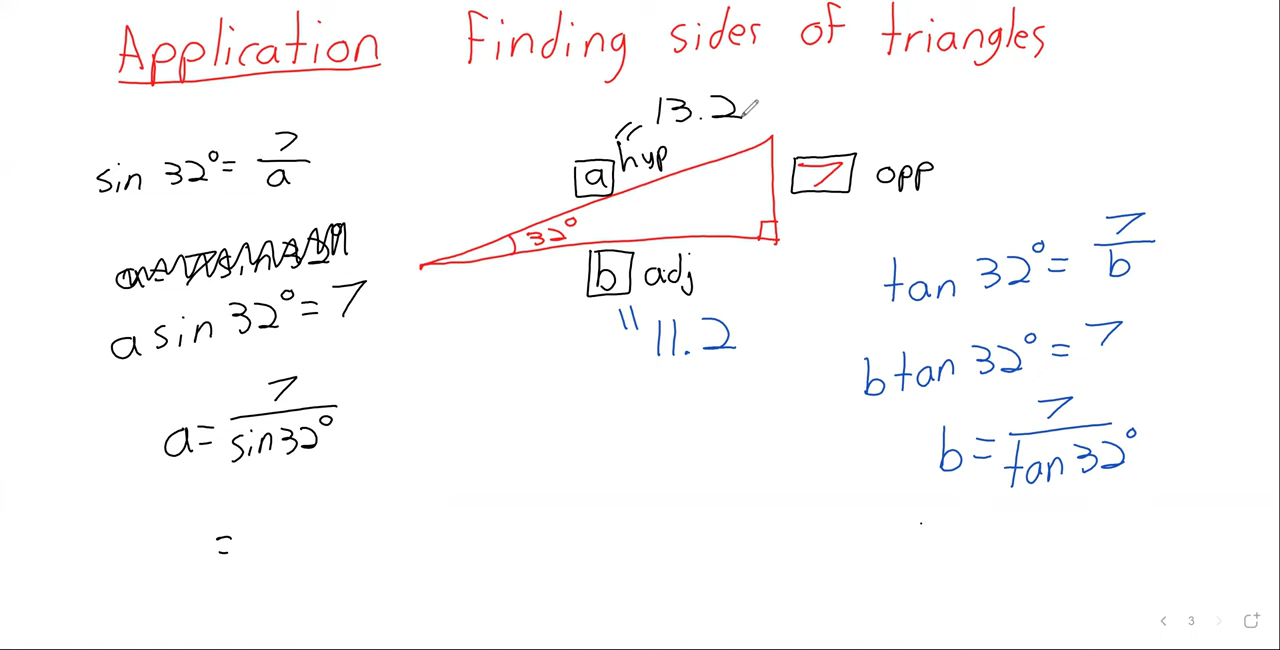 Application Finding sides of triangles
sin 32° = 7/a
a sin 32° = 7
a = 7/sin 32°
=
= 13.2
a hyp
7 opp
32°
b adj
= 11.2
tan 32° = 7/b
b tan 32° = 7
b = 7/tan 32°
3